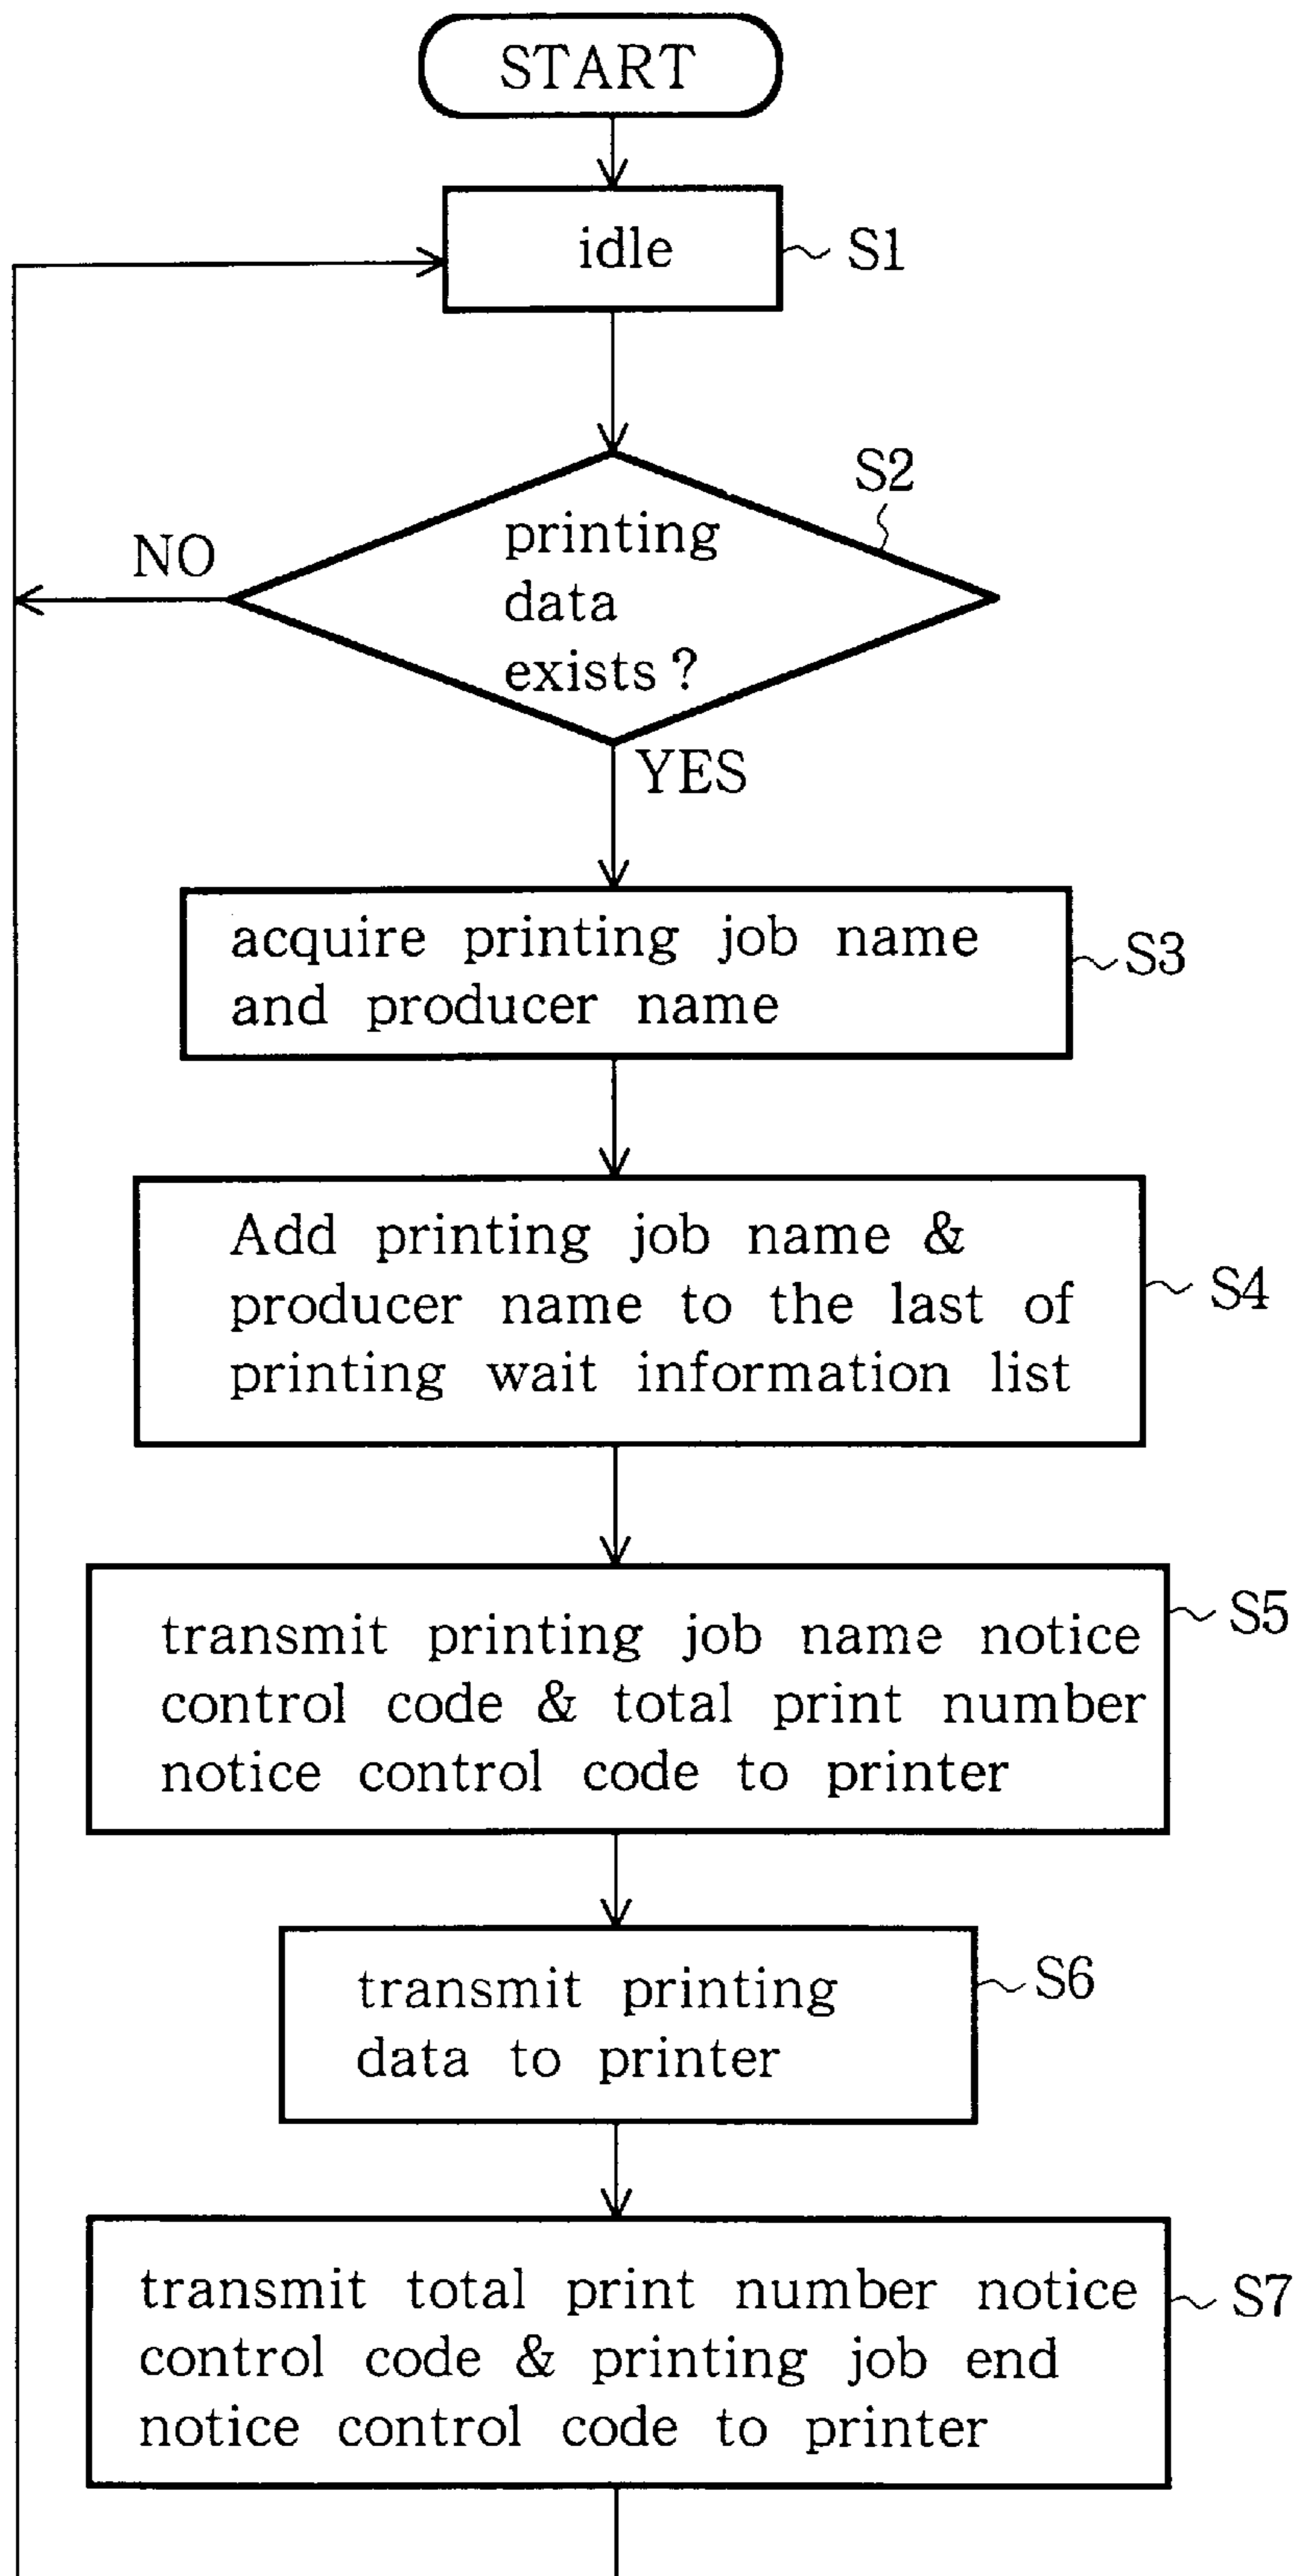 START
idle
S1
S2
printing
data
exists ?
NO
YES
acquire printing job name
and producer name
S3
Add printing job name &
producer name to the last of
printing wait information list
S4
transmit printing job name notice
control code & total print number
notice control code to printer
S5
transmit printing
data to printer
S6
transmit total print number notice
control code & printing job end
notice control code to printer
S7